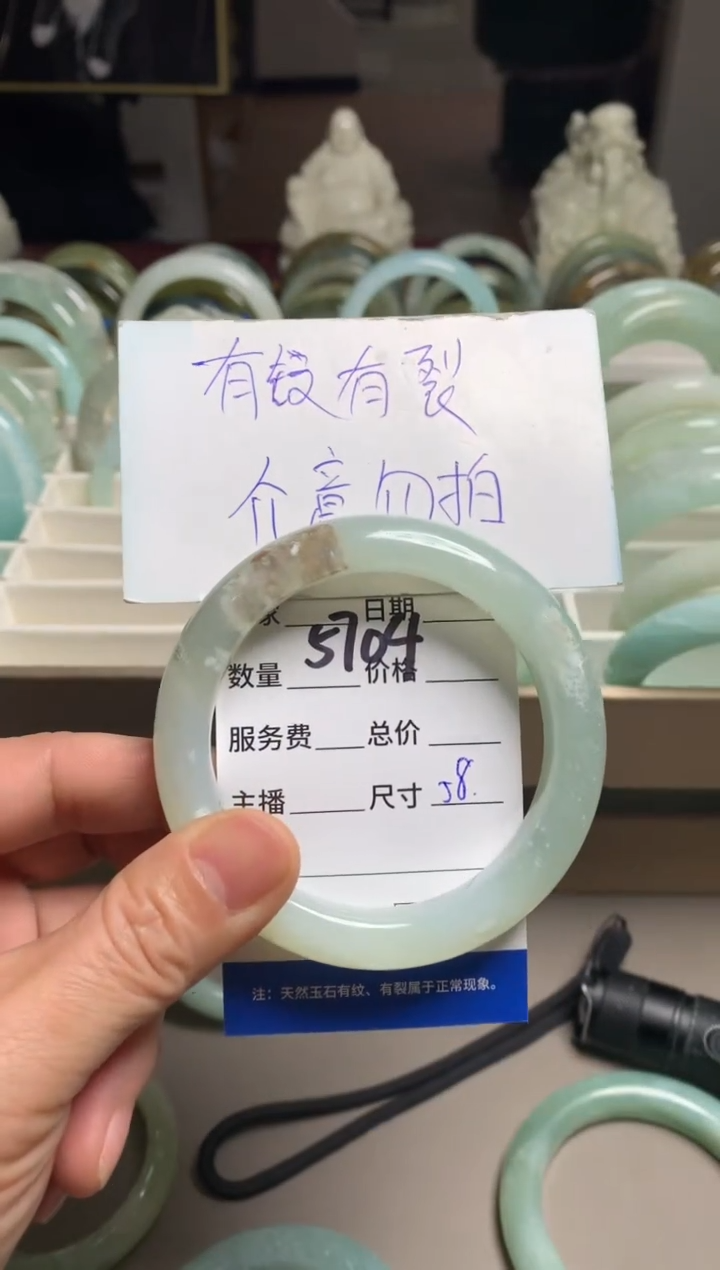 有纹有裂
介意勿拍
家 日期
5704
数量 价格
服务费 总价
主播 尺寸 58.
注：天然玉石有纹、有裂属于正常现象。